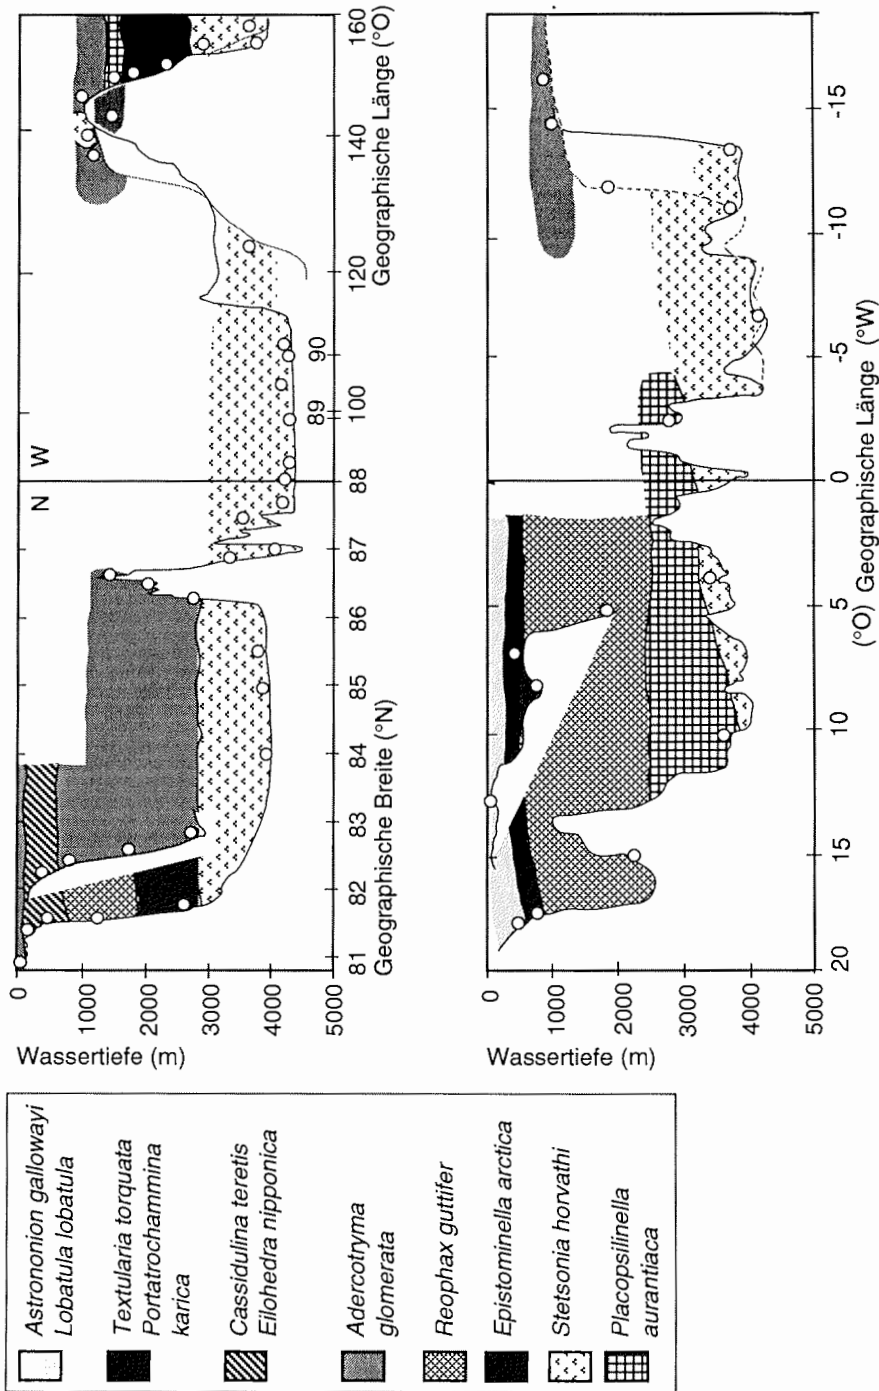 Astrononion gallowayi
Lobatula lobatula
Textularia torquata
Portatrochammina
karica
Cassidulina teretis
Eilohedra nipponica
Adercotryma
glomerata
Reophax guttifer
Epistominella arctica
Stetsonia horvathi
Placopsilinella
aurantiaca
Wassertiefe (m)
0
1000
2000
3000
4000
5000
N
W
81
82
83
84
85
86
87
88
89
90
100
120
140
160
Geographische Breite (°N)
Geographische Länge (°O)
Wassertiefe (m)
0
1000
2000
3000
4000
5000
20
15
10
5
0
-5
-10
-15
(°O) Geographische Länge (°W)